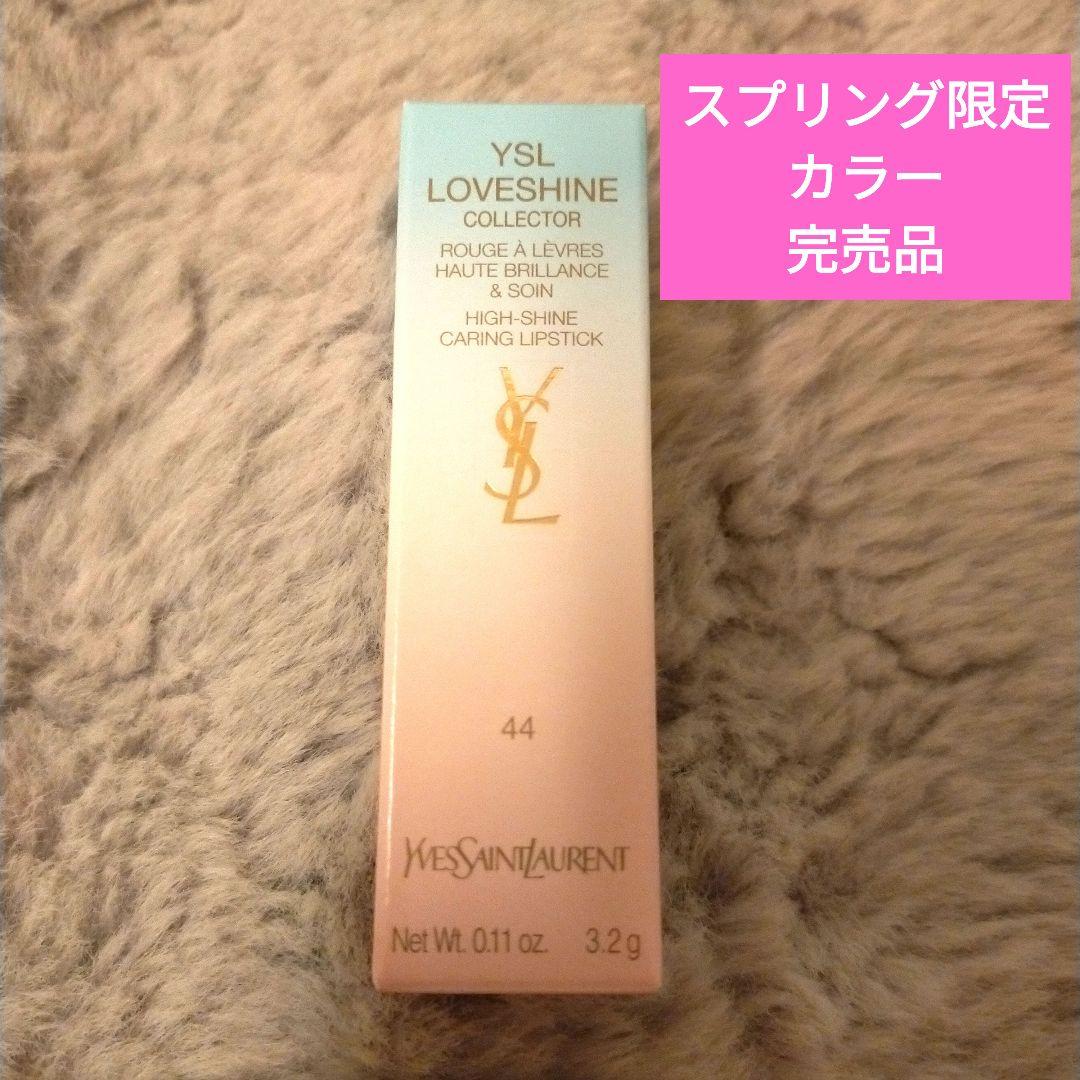 スプリング限定
カラー
完売品
YSL
LOVESHINE
COLLECTOR
ROUGE À LÈVRES
HAUTE BRILLANCE
& SOIN
HIGH-SHINE
CARING LIPSTICK
YSL
44
YVESSAINTLAURENT
Net Wt. 0.11 oz. 3.2 g